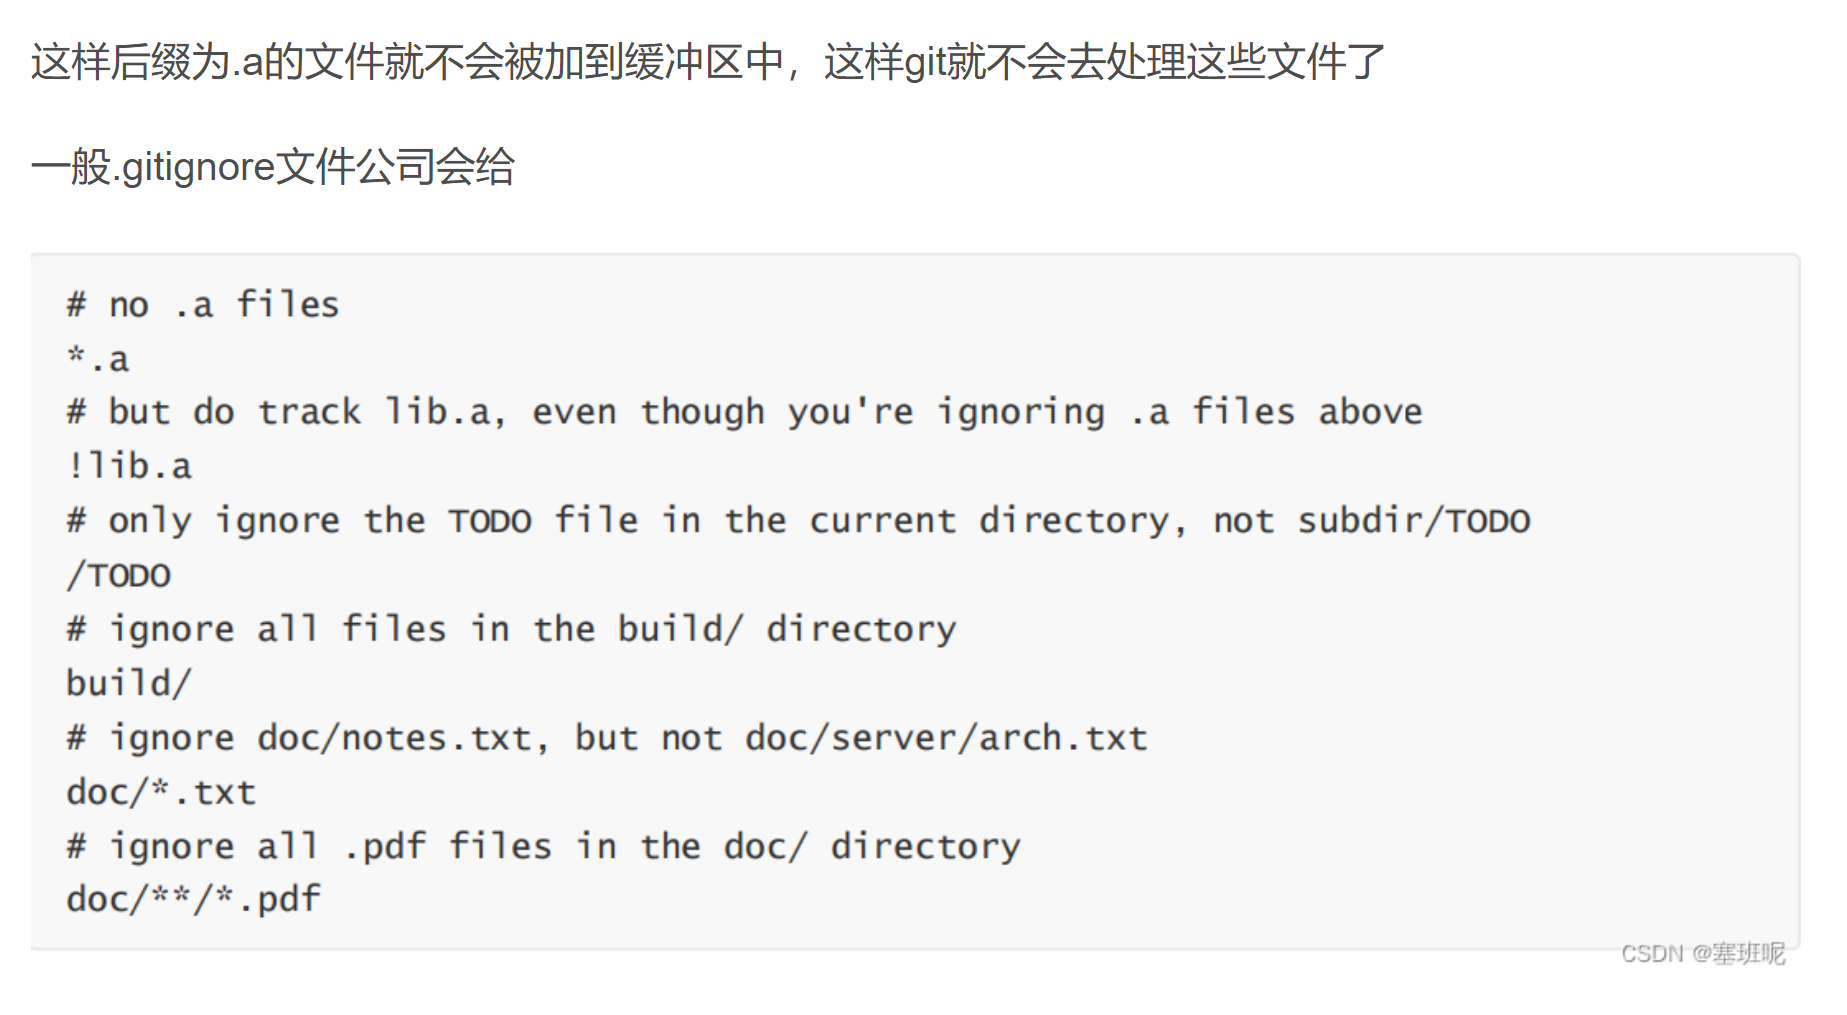 这样后缀为.a的文件就不会被加到缓冲区中，这样git就不会去处理这些文件了
一般.gitignore文件公司会给
# no .a files
*.a
# but do track lib.a, even though you're ignoring .a files above
!lib.a
# only ignore the TODO file in the current directory, not subdir/TODO
/TODO
# ignore all files in the build/ directory
build/
# ignore doc/notes.txt, but not doc/server/arch.txt
doc/*.txt
# ignore all .pdf files in the doc/ directory
doc/**/*.pdf
CSDN @塞班呢